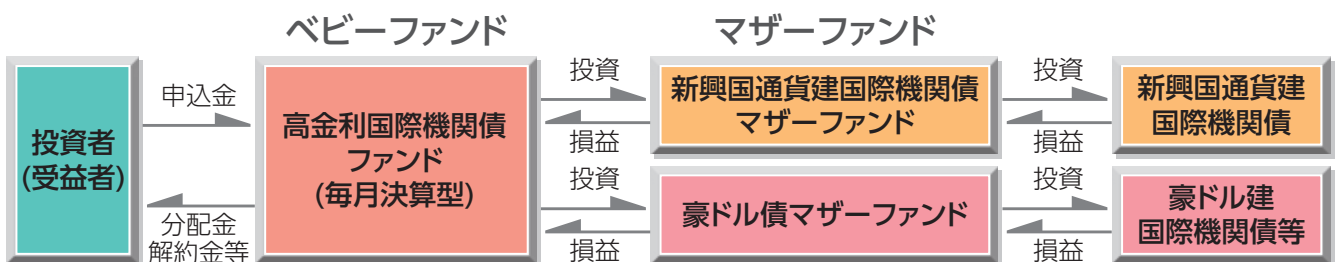 ベビーファンド
マザーファンド
投資者
(受益者)
申込金
分配金
解約金等
高金利国際機関債
ファンド
(毎月決算型)
投資
損益
新興国通貨建国際機関債
マザーファンド
投資
損益
新興国通貨建
国際機関債
投資
損益
豪ドル債マザーファンド
投資
損益
豪ドル建
国際機関債等